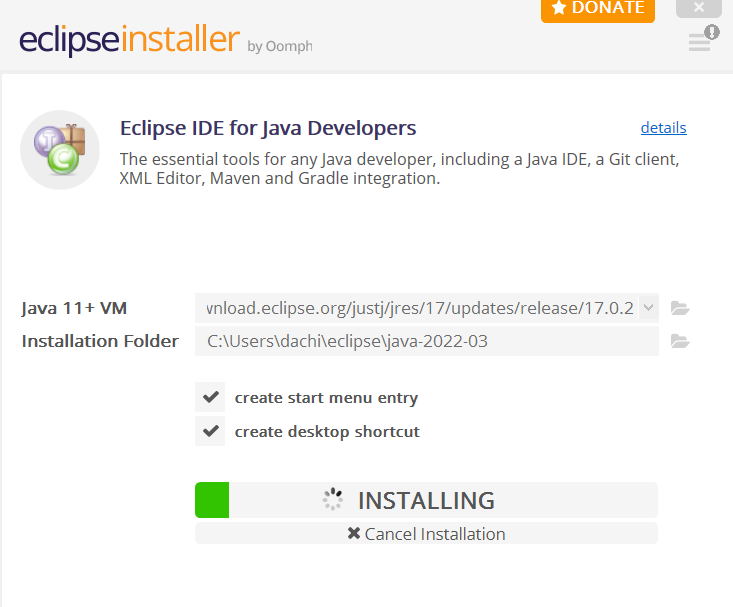 DONATE
eclipseinstaller by Oomph
Eclipse IDE for Java Developers
details
The essential tools for any Java developer, including a Java IDE, a Git client,
XML Editor, Maven and Gradle integration.
Java 11+ VM
wnload.eclipse.org/justj/jres/17/updates/release/17.0.2
Installation Folder
C:\Users\dachi\eclipse\java-2022-03
create start menu entry
create desktop shortcut
INSTALLING
Cancel Installation